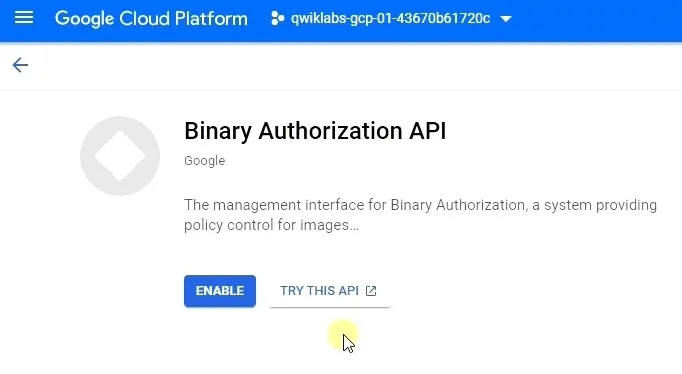 Google Cloud Platform qwiklabs-gcp-01-43670b61720c
Binary Authorization API
Google
The management interface for Binary Authorization, a system providing
policy control for images...
ENABLE TRY THIS API